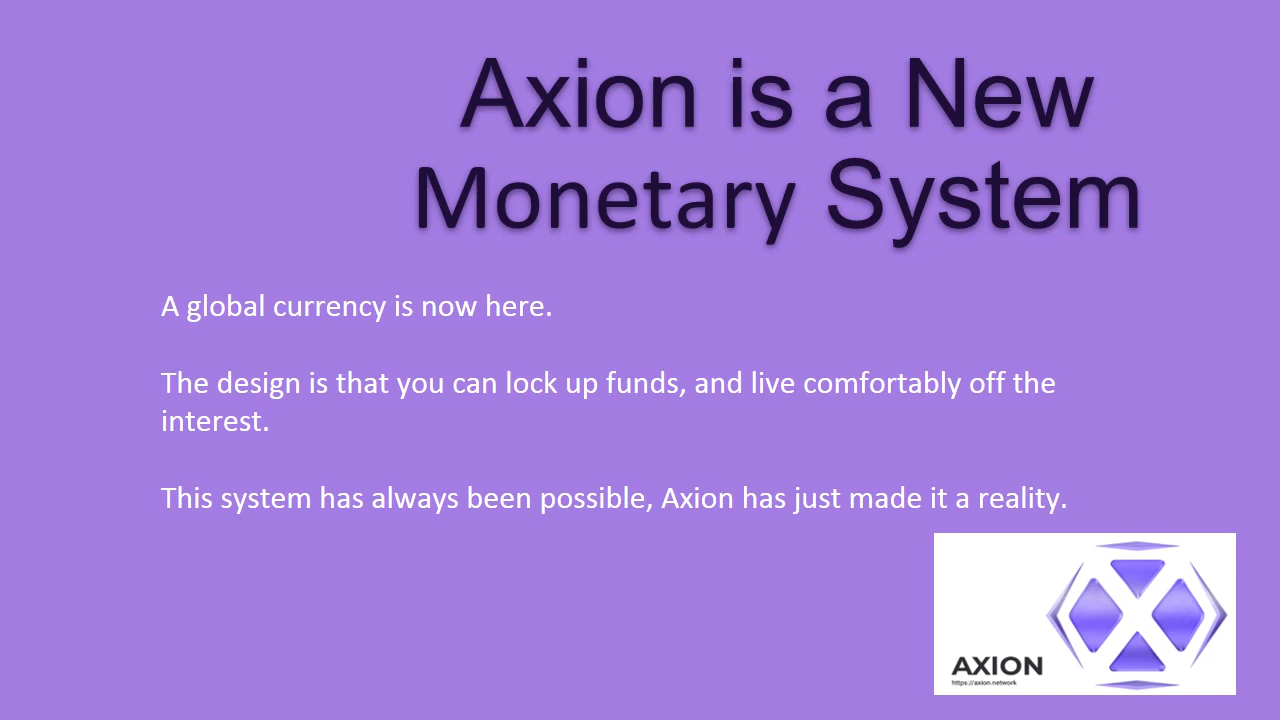 Axion is a New
Monetary System
A global currency is now here.
The design is that you can lock up funds, and live comfortably off the
interest.
This system has always been possible, Axion has just made it a reality.
AXION
https://axion.network